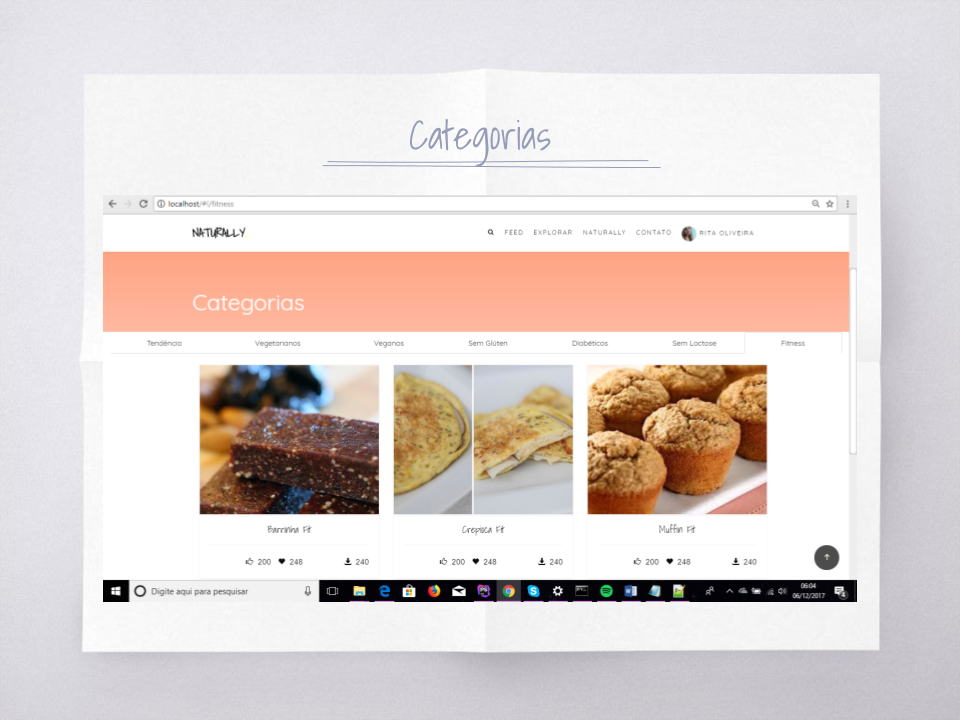 Categorias
localhost/#!/fitness
NATURALLY
FEED EXPLORAR NATURALLY CONTATO RITA OLIVEIRA
Categorias
Tendência Vegetarianos Veganos Sem Glúten Diabéticos Sem Lactose Fitness
Barrinha Fit Crepioca Fit Muffin Fit
200 248 240 200 248 240 200 248 240
Digite aqui para pesquisar
06:04
06/12/2017